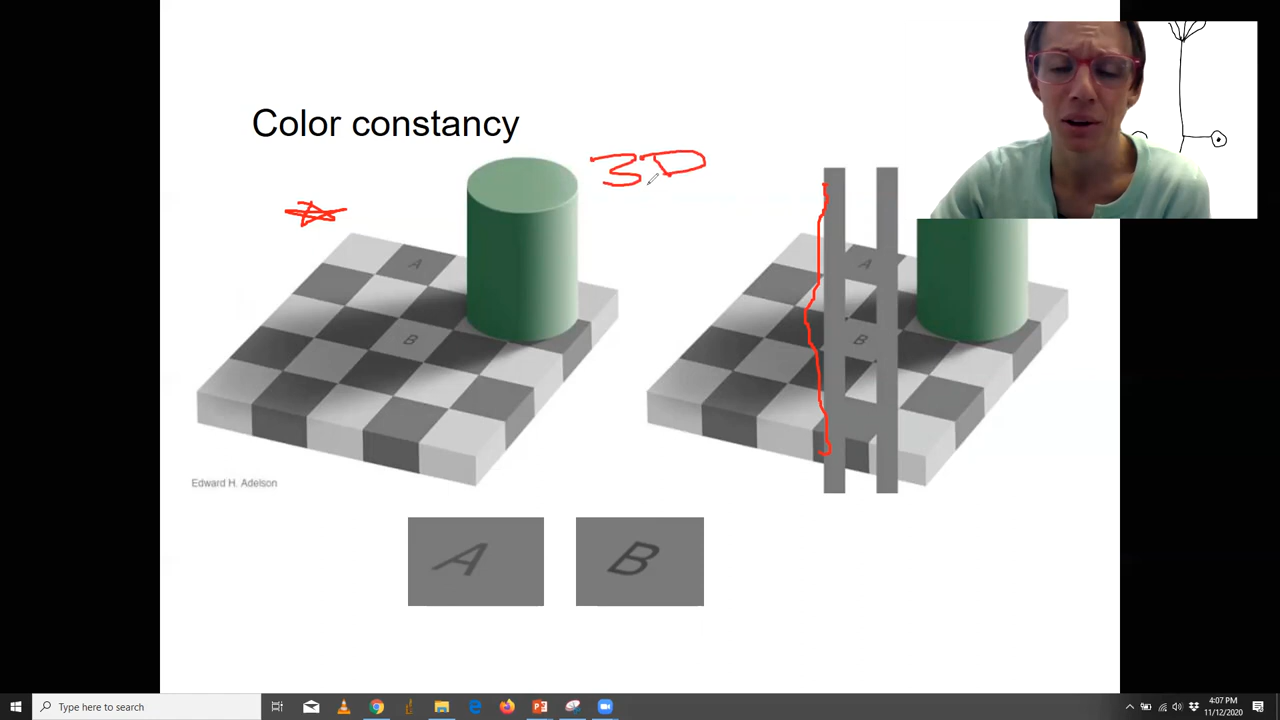 Color constancy
3D
A
B
A
B
Edward H. Adelson
A
B
Type here to search
4:07 PM
11/12/2020